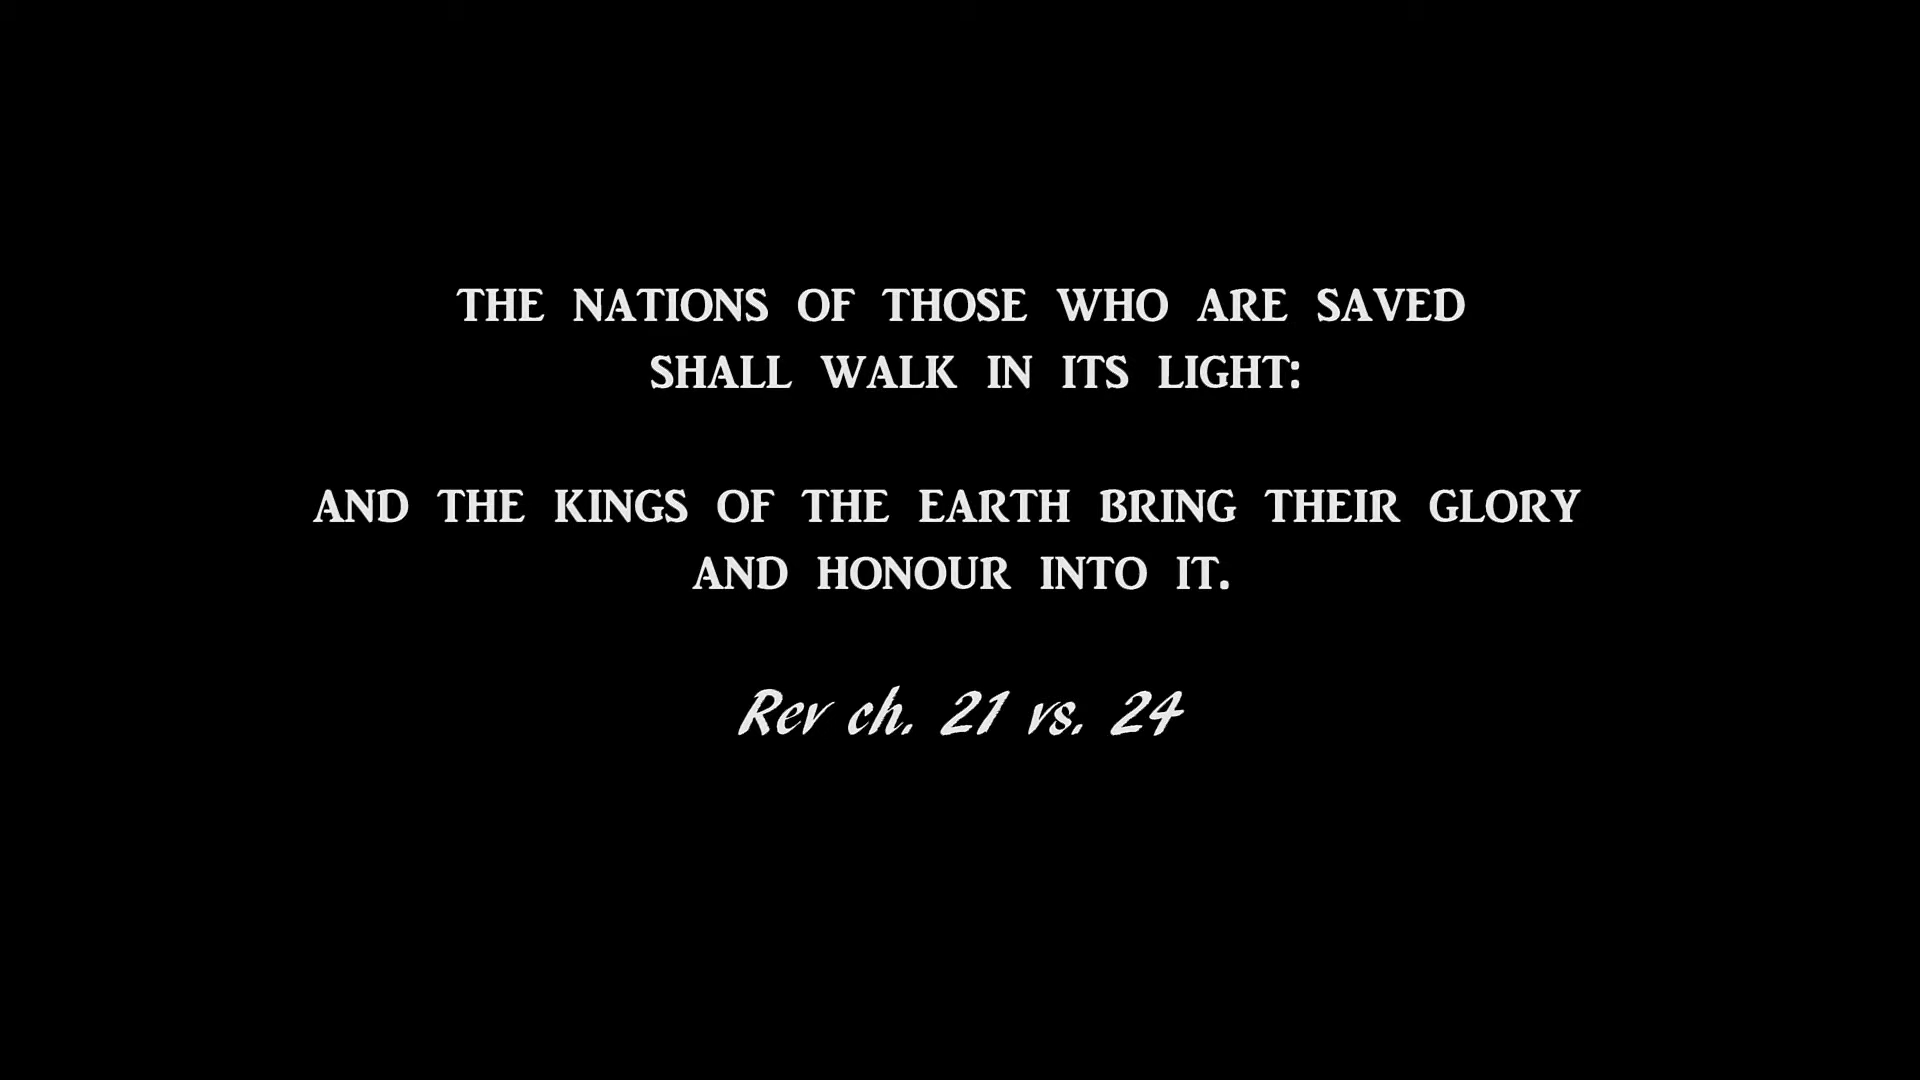 THE NATIONS OF THOSE WHO ARE SAVED
SHALL WALK IN ITS LIGHT:
AND THE KINGS OF THE EARTH BRING THEIR GLORY
AND HONOUR INTO IT.
Rev ch. 21 vs. 24